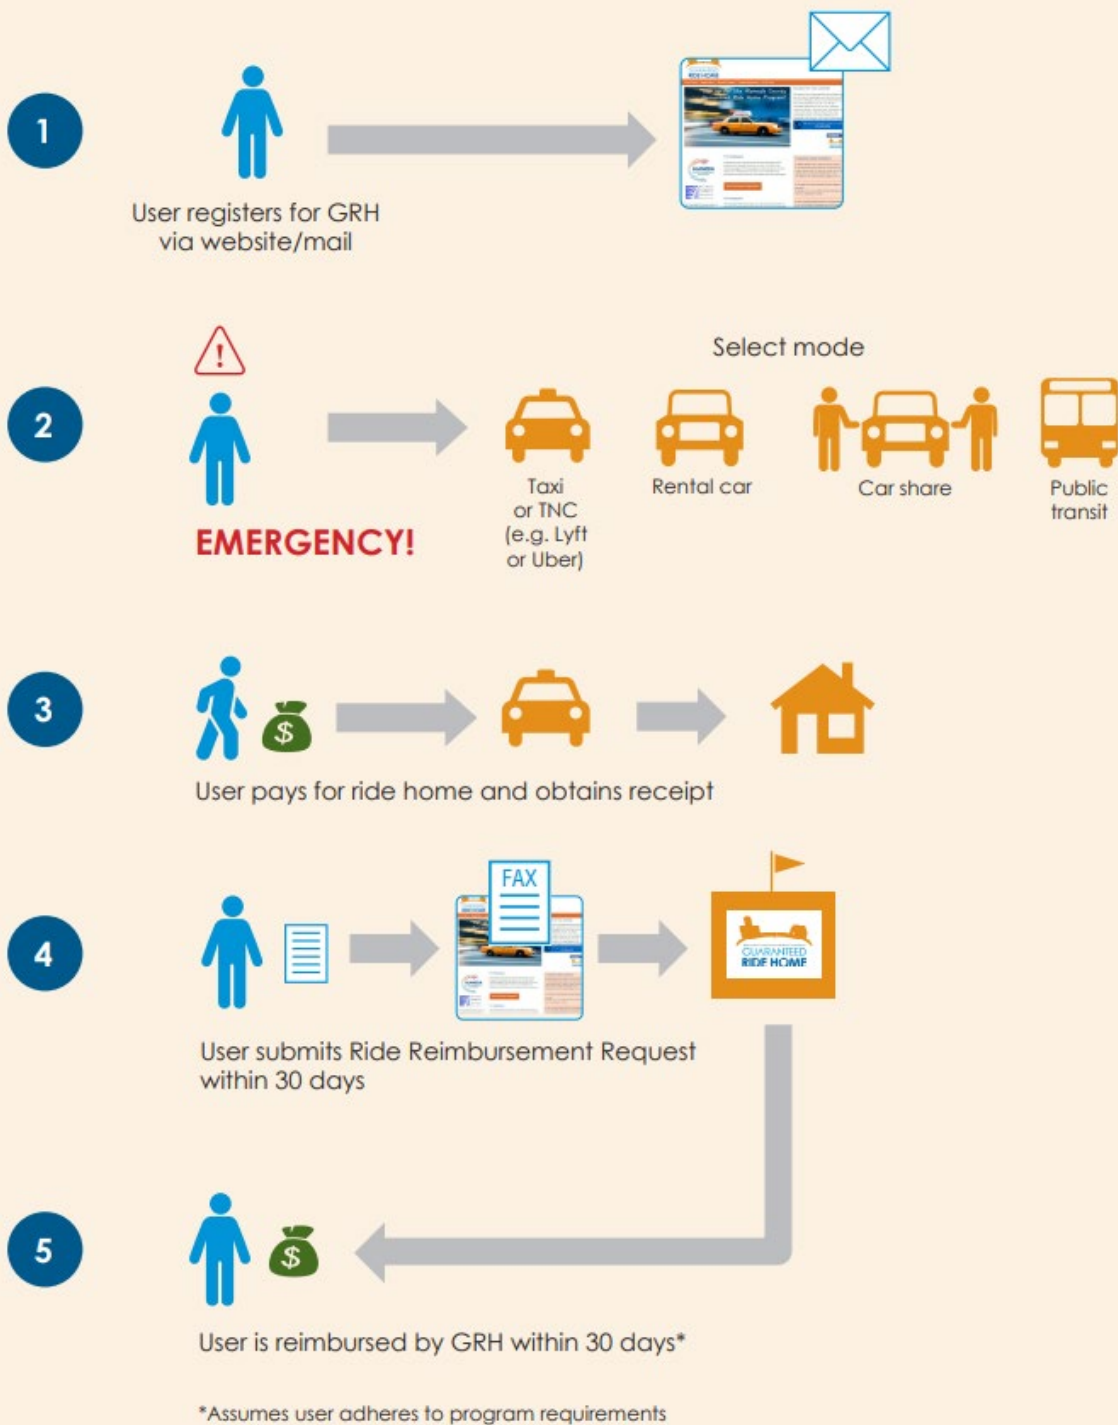 1
User registers for GRH
via website/mail
GUARANTEED
RIDE HOME
2
EMERGENCY!
Select mode
Taxi
or TNC
(e.g. Lyft
or Uber)
Rental car
Car share
Public
transit
3
$
User pays for ride home and obtains receipt
4
FAX
GUARANTEED
RIDE HOME
User submits Ride Reimbursement Request
within 30 days
5
$
User is reimbursed by GRH within 30 days*
*Assumes user adheres to program requirements